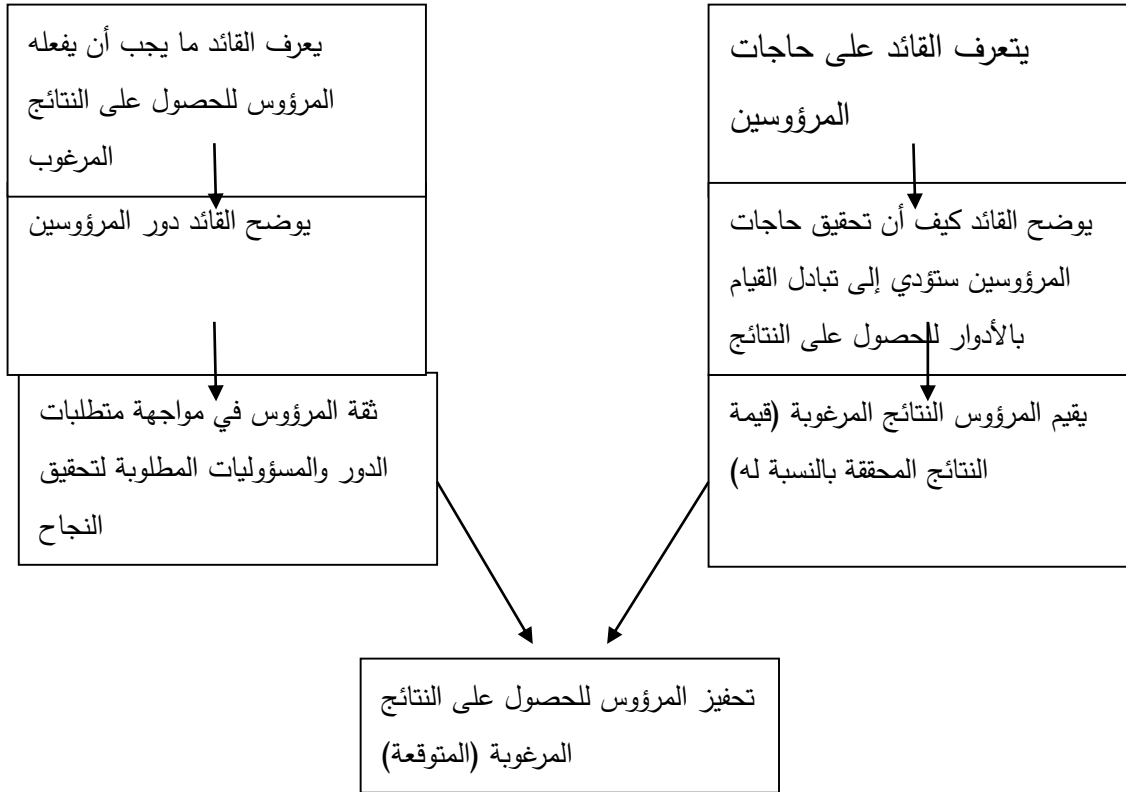 يتعرف القائد على حاجات
المرؤوسين
يوضح القائد كيف أن تحقيق حاجات
المرؤوسين ستؤدي إلى تبادل القيام
بالأدوار للحصول على النتائج
يقيم المرؤوس النتائج المرغوبة (قيمة
النتائج المحققة بالنسبة له)
يعرف القائد ما يجب أن يفعله
المرؤوس للحصول على النتائج
المرغوب
يوضح القائد دور المرؤوسين
ثقة المرؤوس في مواجهة متطلبات
الدور والمسؤوليات المطلوبة لتحقيق
النجاح
تحفيز المرؤوس للحصول على النتائج
المرغوبة (المتوقعة)